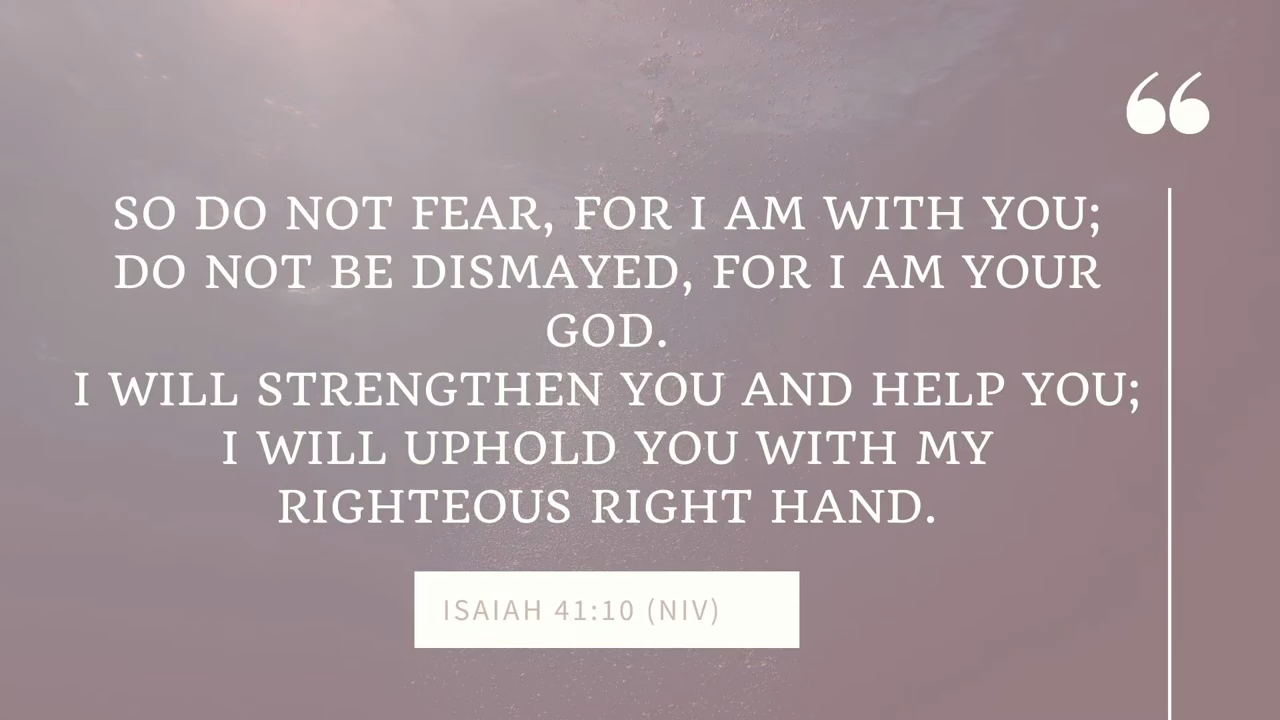 “
SO DO NOT FEAR, FOR I AM WITH YOU;
DO NOT BE DISMAYED, FOR I AM YOUR
GOD.
I WILL STRENGTHEN YOU AND HELP YOU;
I WILL UPHOLD YOU WITH MY
RIGHTEOUS RIGHT HAND.
ISAIAH 41:10 (NIV)